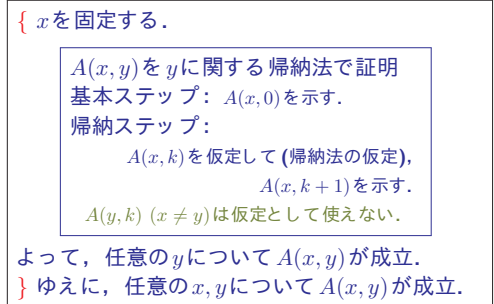 { xを固定する.
A(x, y)をyに関する帰納法で証明
基本ステップ: A(x, 0)を示す.
帰納ステップ:
A(x, k)を仮定して(帰納法の仮定),
A(x, k + 1)を示す.
A(y, k) (x ≠ y)は仮定として使えない.
よって, 任意のyについてA(x, y)が成立.
} ゆえに, 任意のx, yについてA(x, y)が成立.